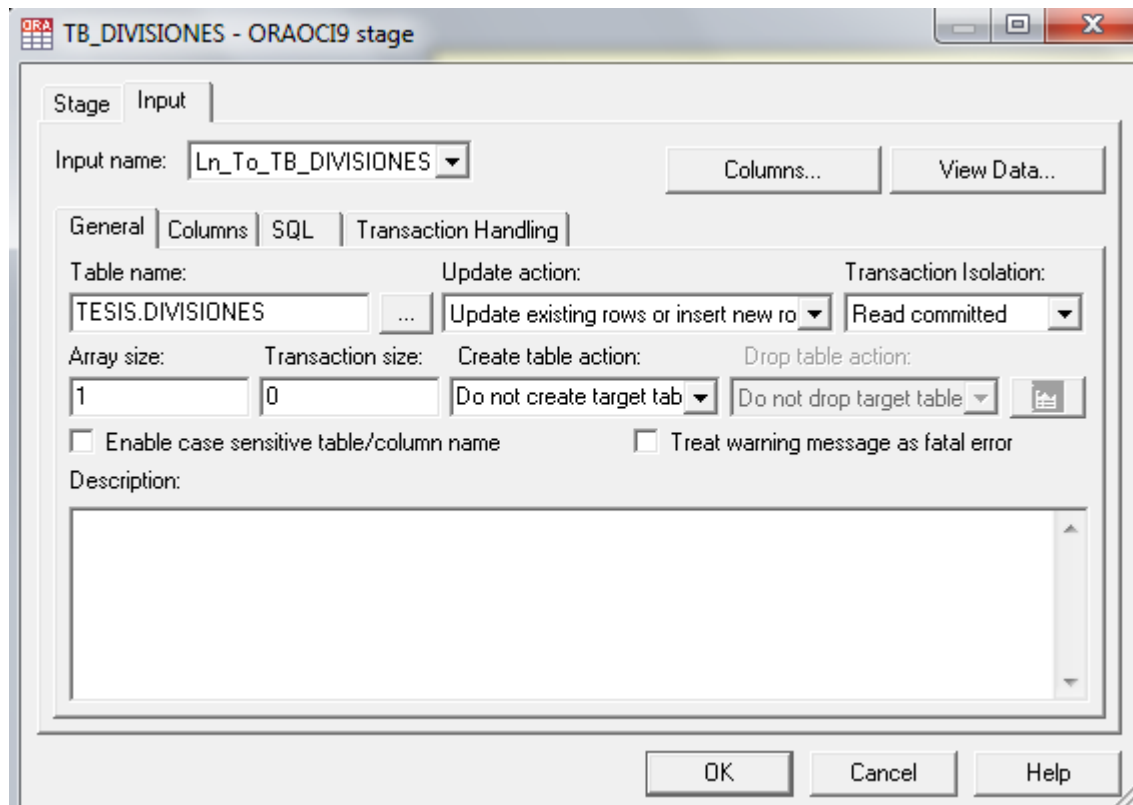 ORA
TB_DIVISIONES - ORAOCI9 stage
Stage Input
Input name: Ln_To_TB_DIVISIONES Columns... View Data...
General Columns SQL Transaction Handling
Table name: Update action: Transaction Isolation:
TESIS.DIVISIONES ... Update existing rows or insert new ro Read committed
Array size: Transaction size: Create table action: Drop table action:
1 0 Do not create target tab Do not drop target table
Enable case sensitive table/column name Treat warning message as fatal error
Description:
OK Cancel Help